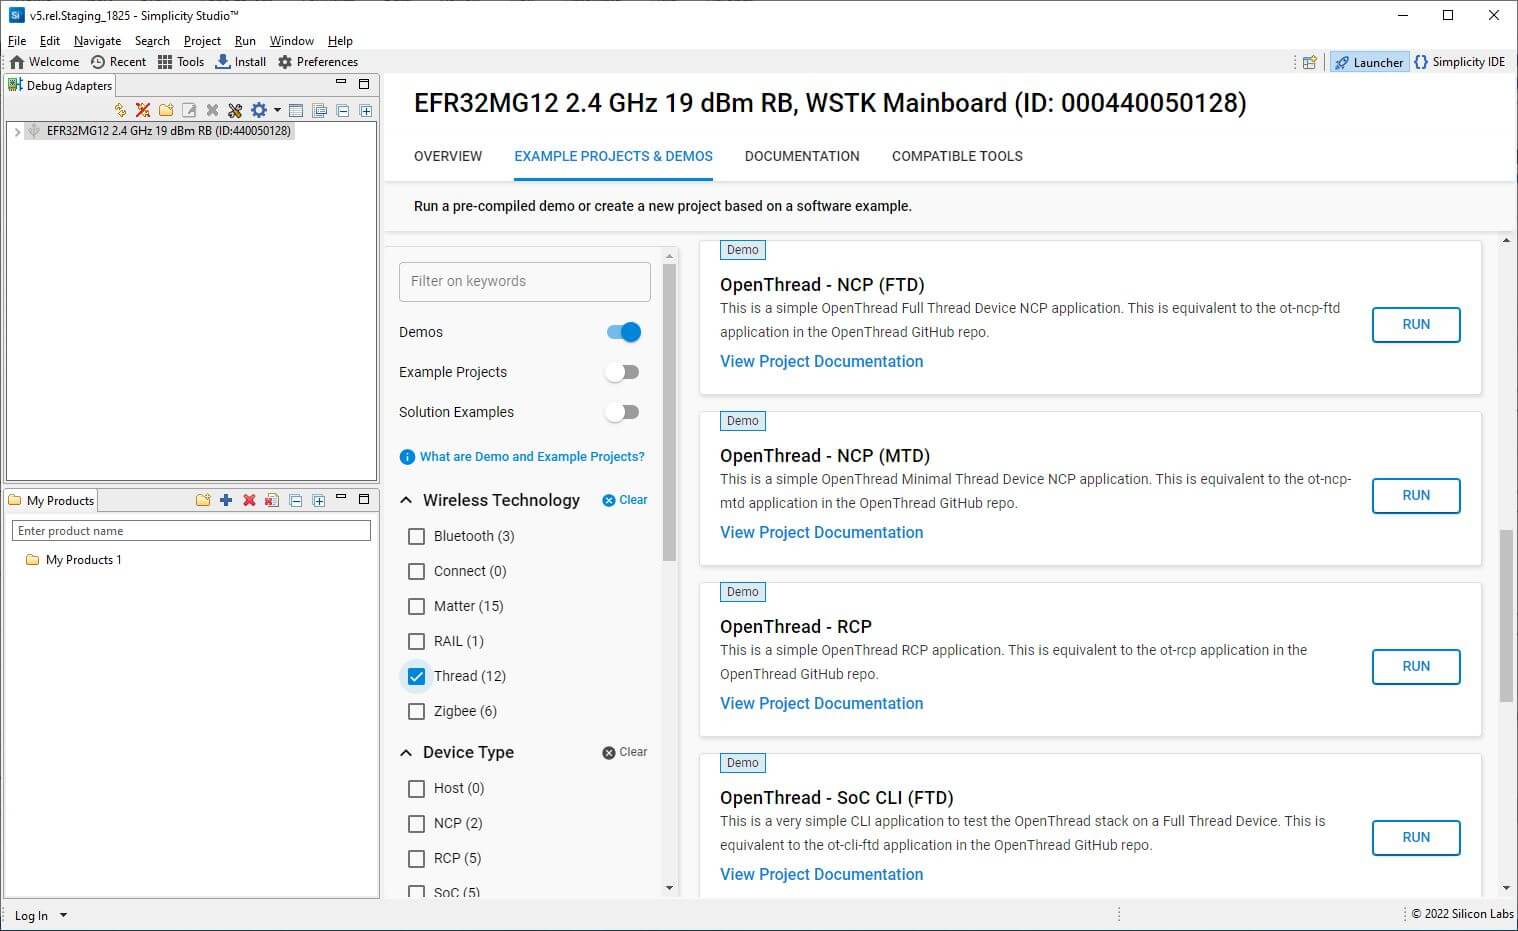 v5.rel.Staging_1825 - Simplicity Studio™
File Edit Navigate Search Project Run Window Help
Welcome Recent Tools Install Preferences
Launcher {} Simplicity IDE
Debug Adapters
EFR32MG12 2.4 GHz 19 dBm RB (ID:440050128)
My Products
Enter product name
My Products 1
EFR32MG12 2.4 GHz 19 dBm RB, WSTK Mainboard (ID: 000440050128)
OVERVIEW EXAMPLE PROJECTS & DEMOS DOCUMENTATION COMPATIBLE TOOLS
Run a pre-compiled demo or create a new project based on a software example.
Filter on keywords
Demos
Example Projects
Solution Examples
What are Demo and Example Projects?
Wireless Technology Clear
Bluetooth (3)
Connect (0)
Matter (15)
RAIL (1)
Thread (12)
Zigbee (6)
Device Type Clear
Host (0)
NCP (2)
RCP (5)
SoC (5)
Demo
OpenThread - NCP (FTD)
This is a simple OpenThread Full Thread Device NCP application. This is equivalent to the ot-ncp-ftd
application in the OpenThread GitHub repo.
RUN
View Project Documentation
Demo
OpenThread - NCP (MTD)
This is a simple OpenThread Minimal Thread Device NCP application. This is equivalent to the ot-ncp-
mtd application in the OpenThread GitHub repo.
RUN
View Project Documentation
Demo
OpenThread - RCP
This is a simple OpenThread RCP application. This is equivalent to the ot-rcp application in the
OpenThread GitHub repo.
RUN
View Project Documentation
Demo
OpenThread - SoC CLI (FTD)
This is a very simple CLI application to test the OpenThread stack on a Full Thread Device. This is
equivalent to the ot-cli-ftd application in the OpenThread GitHub repo.
RUN
View Project Documentation
Log In
© 2022 Silicon Labs